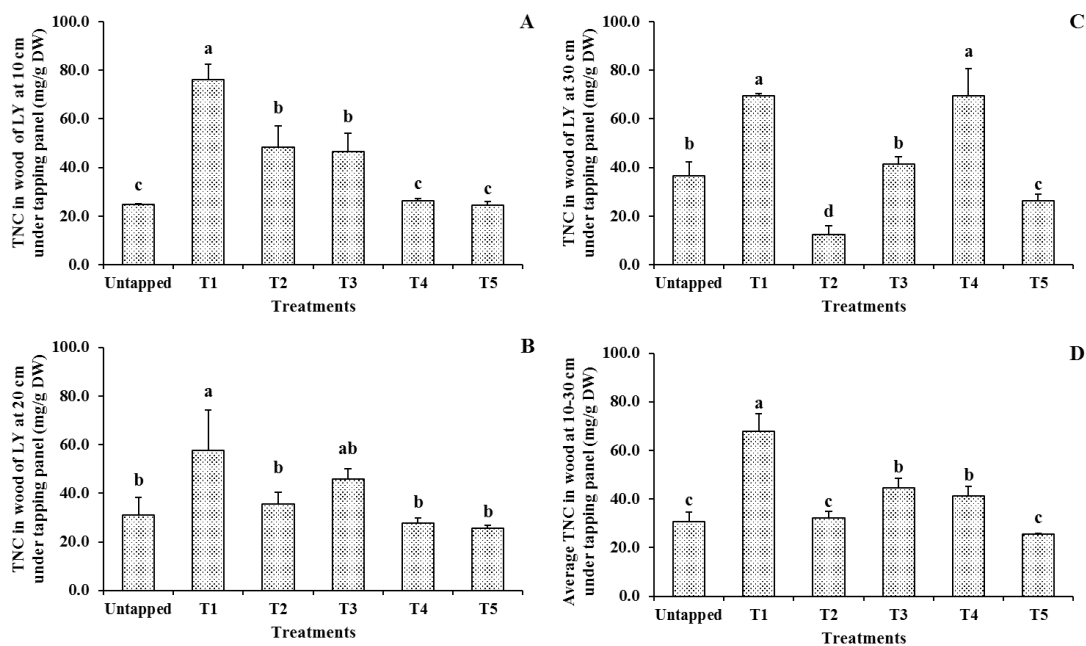 A
TNC in wood of LY at 10 cm
under tapping panel (mg/g DW)
100.0
80.0
60.0
40.0
20.0
0.0
c
a
b
b
c
c
Untapped T1 T2 T3 T4 T5
Treatments
B
TNC in wood of LY at 20 cm
under tapping panel (mg/g DW)
100.0
80.0
60.0
40.0
20.0
0.0
b
a
b
ab
b
b
Untapped T1 T2 T3 T4 T5
Treatments
C
TNC in wood of LY at 30 cm
under tapping panel (mg/g DW)
100.0
80.0
60.0
40.0
20.0
0.0
b
a
d
b
a
c
Untapped T1 T2 T3 T4 T5
Treatments
D
Average TNC in wood at 10-30 cm
under tapping panel (mg/g DW)
100.0
80.0
60.0
40.0
20.0
0.0
c
a
c
b
b
c
Untapped T1 T2 T3 T4 T5
Treatments